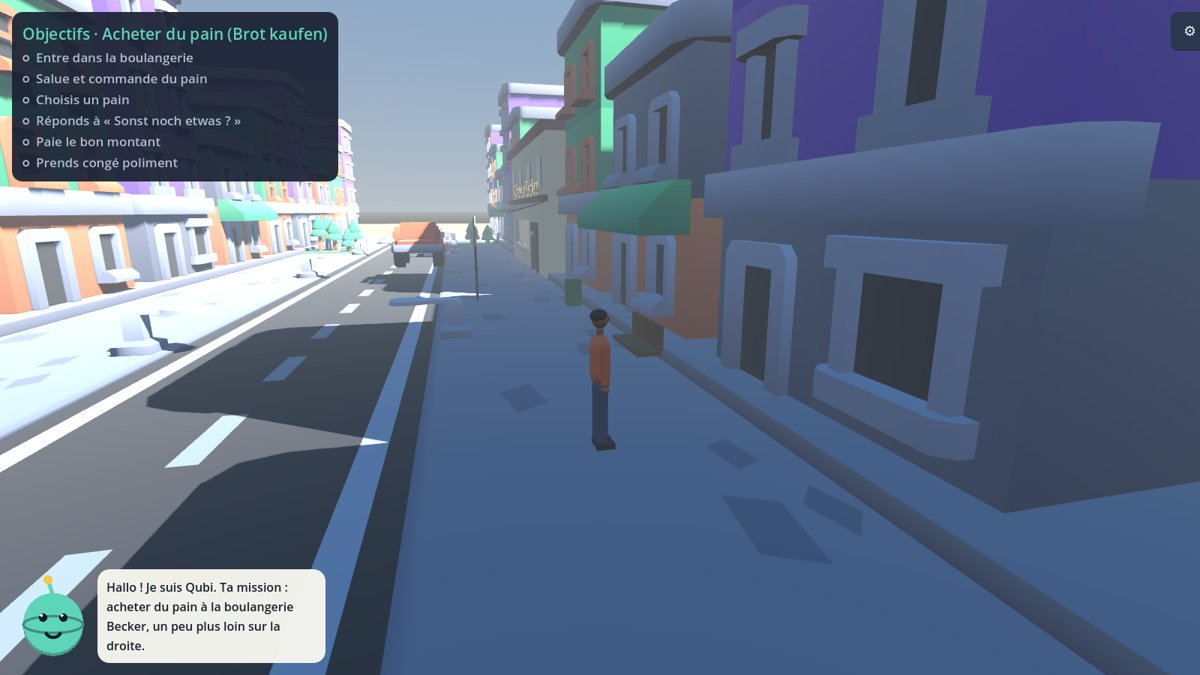 Objectifs · Acheter du pain (Brot kaufen)
Entre dans la boulangerie
Salue et commande du pain
Choisis un pain
Réponds à « Sonst noch etwas ? »
Paie le bon montant
Prends congé poliment
Hallo ! Je suis Qubi. Ta mission :
acheter du pain à la boulangerie
Becker, un peu plus loin sur la
droite.